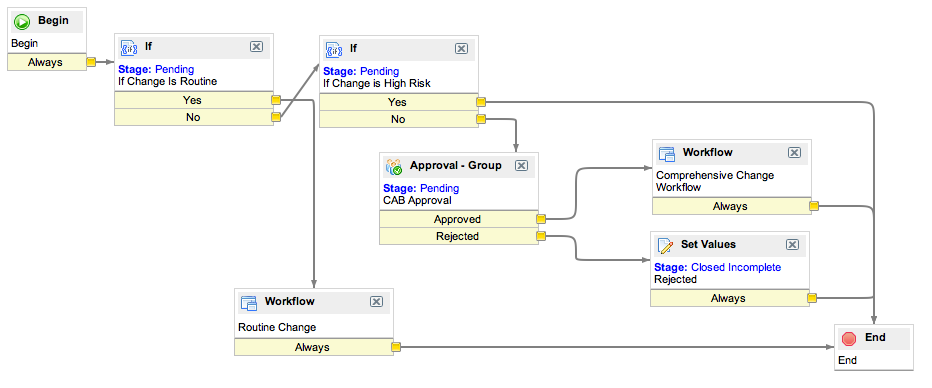 Begin
Begin
Always
If
Stage: Pending
If Change Is Routine
Yes
No
If
Stage: Pending
If Change is High Risk
Yes
No
Approval - Group
Stage: Pending
CAB Approval
Approved
Rejected
Workflow
Comprehensive Change
Workflow
Always
Set Values
Stage: Closed Incomplete
Rejected
Always
Workflow
Routine Change
Always
End
End